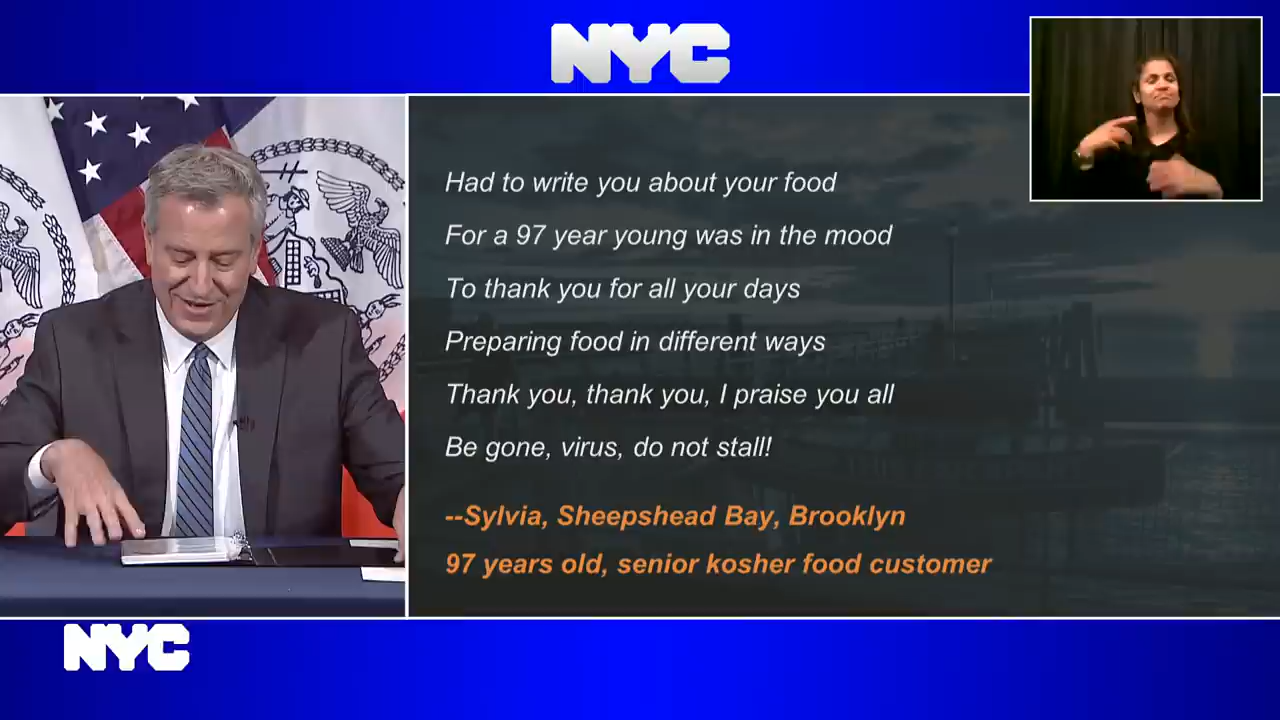 NYC
Had to write you about your food
For a 97 year young was in the mood
To thank you for all your days
Preparing food in different ways
Thank you, thank you, I praise you all
Be gone, virus, do not stall!
--Sylvia, Sheepshead Bay, Brooklyn
97 years old, senior kosher food customer
NYC